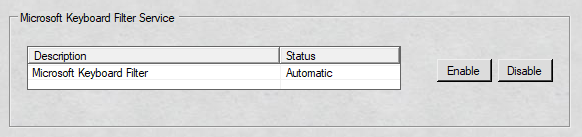 Microsoft Keyboard Filter Service
Description Status
Microsoft Keyboard Filter Automatic
Enable Disable